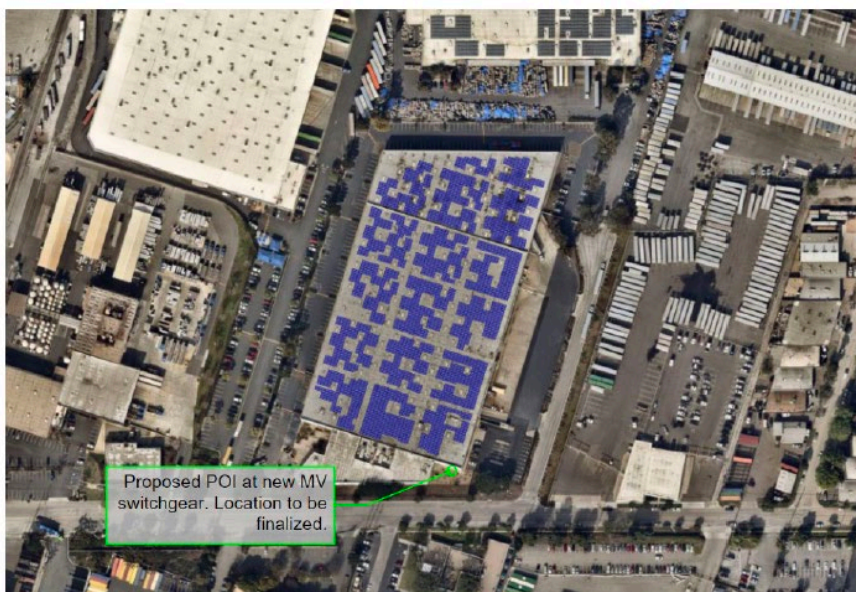 Proposed POI at new MV
switchgear. Location to be
finalized.